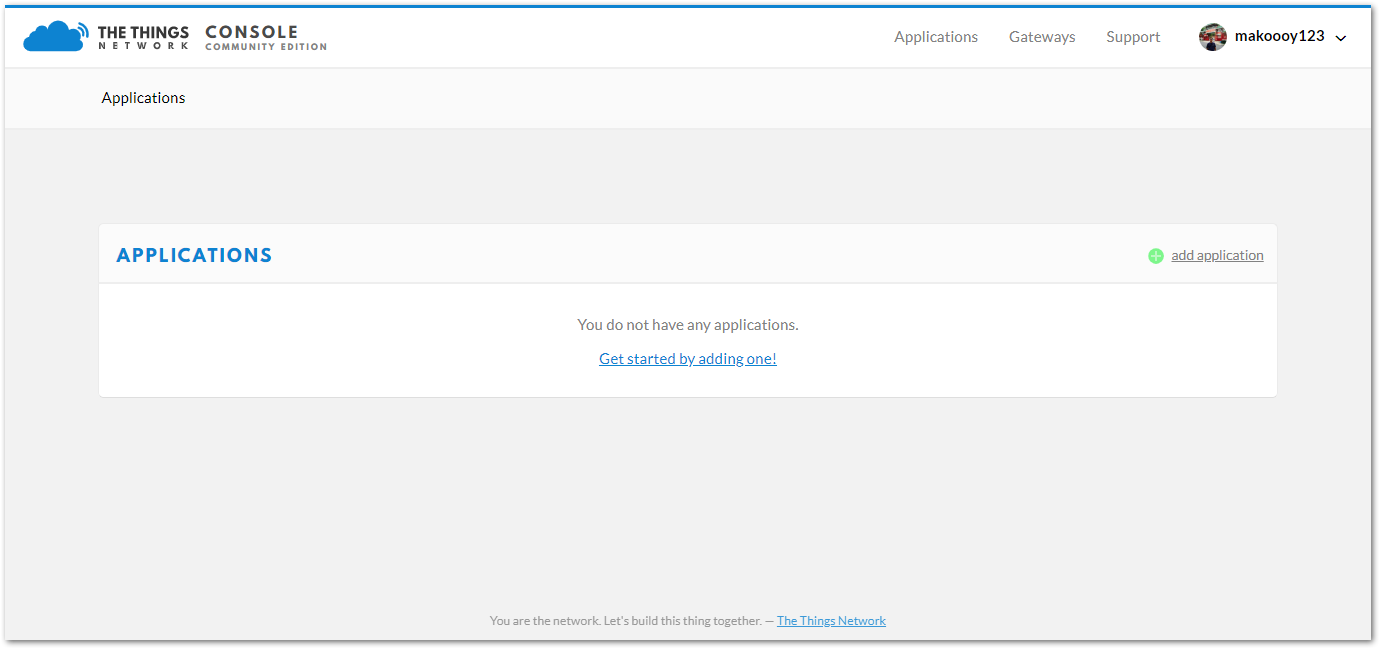 THE THINGS CONSOLE
NETWORK COMMUNITY EDITION
Applications Gateways Support makoooy123
Applications
APPLICATIONS
add application
You do not have any applications.
Get started by adding one!
You are the network. Let's build this thing together. — The Things Network